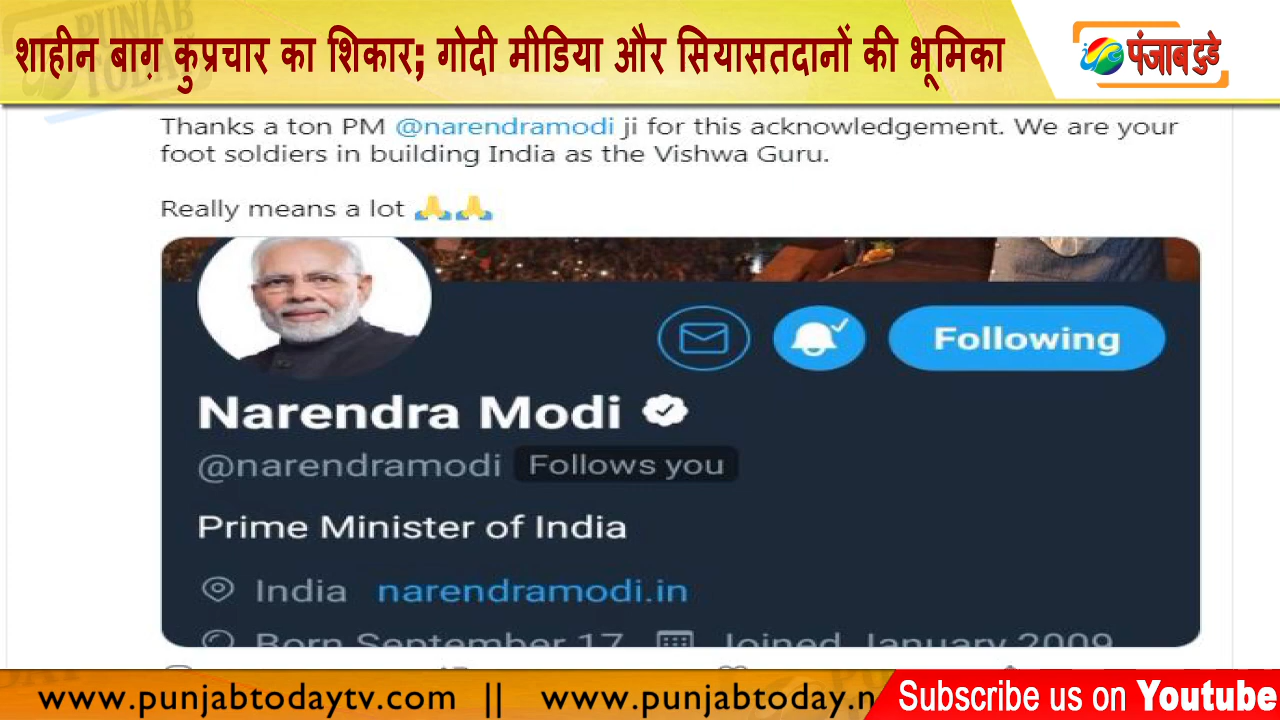 शाहीन बाग़ कुप्रचार का शिकार; गोदी मीडिया और सियासतदानों की भूमिका
पंजाब टुडे
PUNJAB TODAY
Thanks a ton PM @narendramodi ji for this acknowledgement. We are your
foot soldiers in building India as the Vishwa Guru.
Really means a lot 🙏🙏
Following
Narendra Modi
@narendramodi Follows you
Prime Minister of India
India narendramodi.in
Born September 17 Joined January 2009
www.punjabtodaytv.com || www.punjabtoday.n
Subscribe us on Youtube